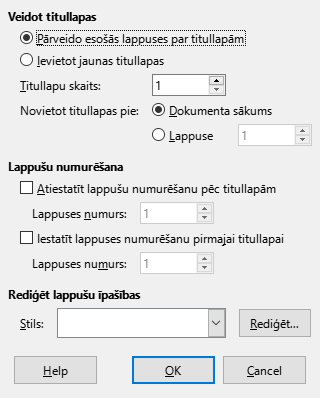 Veidot titullapas
Pārveido esošās lappuses par titullapām
Ievietot jaunas titullapas
Titullapu skaits: 1
Novietot titullapas pie: Dokumenta sākums
Lappuse 1
Lappušu numurēšana
Atiestatīt lappušu numurēšanu pēc titullapām
Lappuses numurs: 1
Iestatīt lappuses numurēšanu pirmajai titullapai
Lappuses numurs: 1
Rediģēt lappušu īpašības
Stils: Rediģēt...
Help OK Cancel